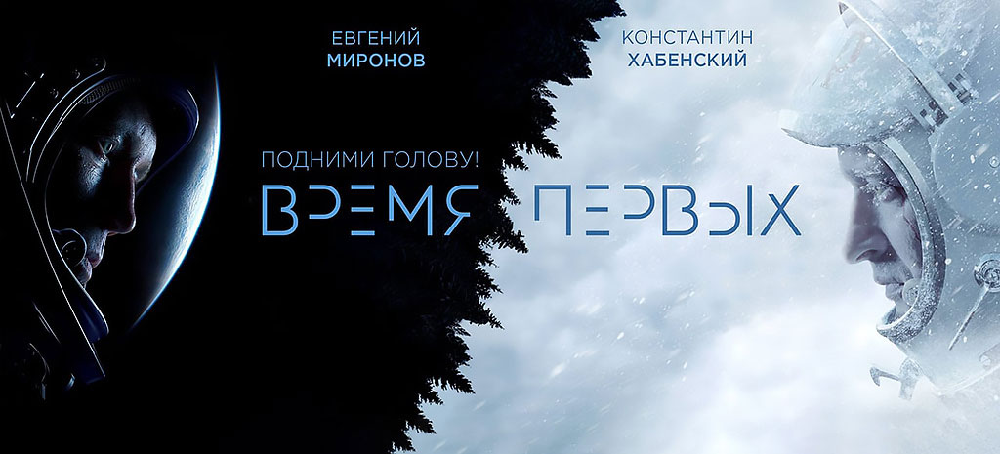 ЕВГЕНИЙ
МИРОНОВ
КОНСТАНТИН
ХАБЕНСКИЙ
ПОДНИМИ ГОЛОВУ!
ВРЕМЯ ПЕРВЫХ